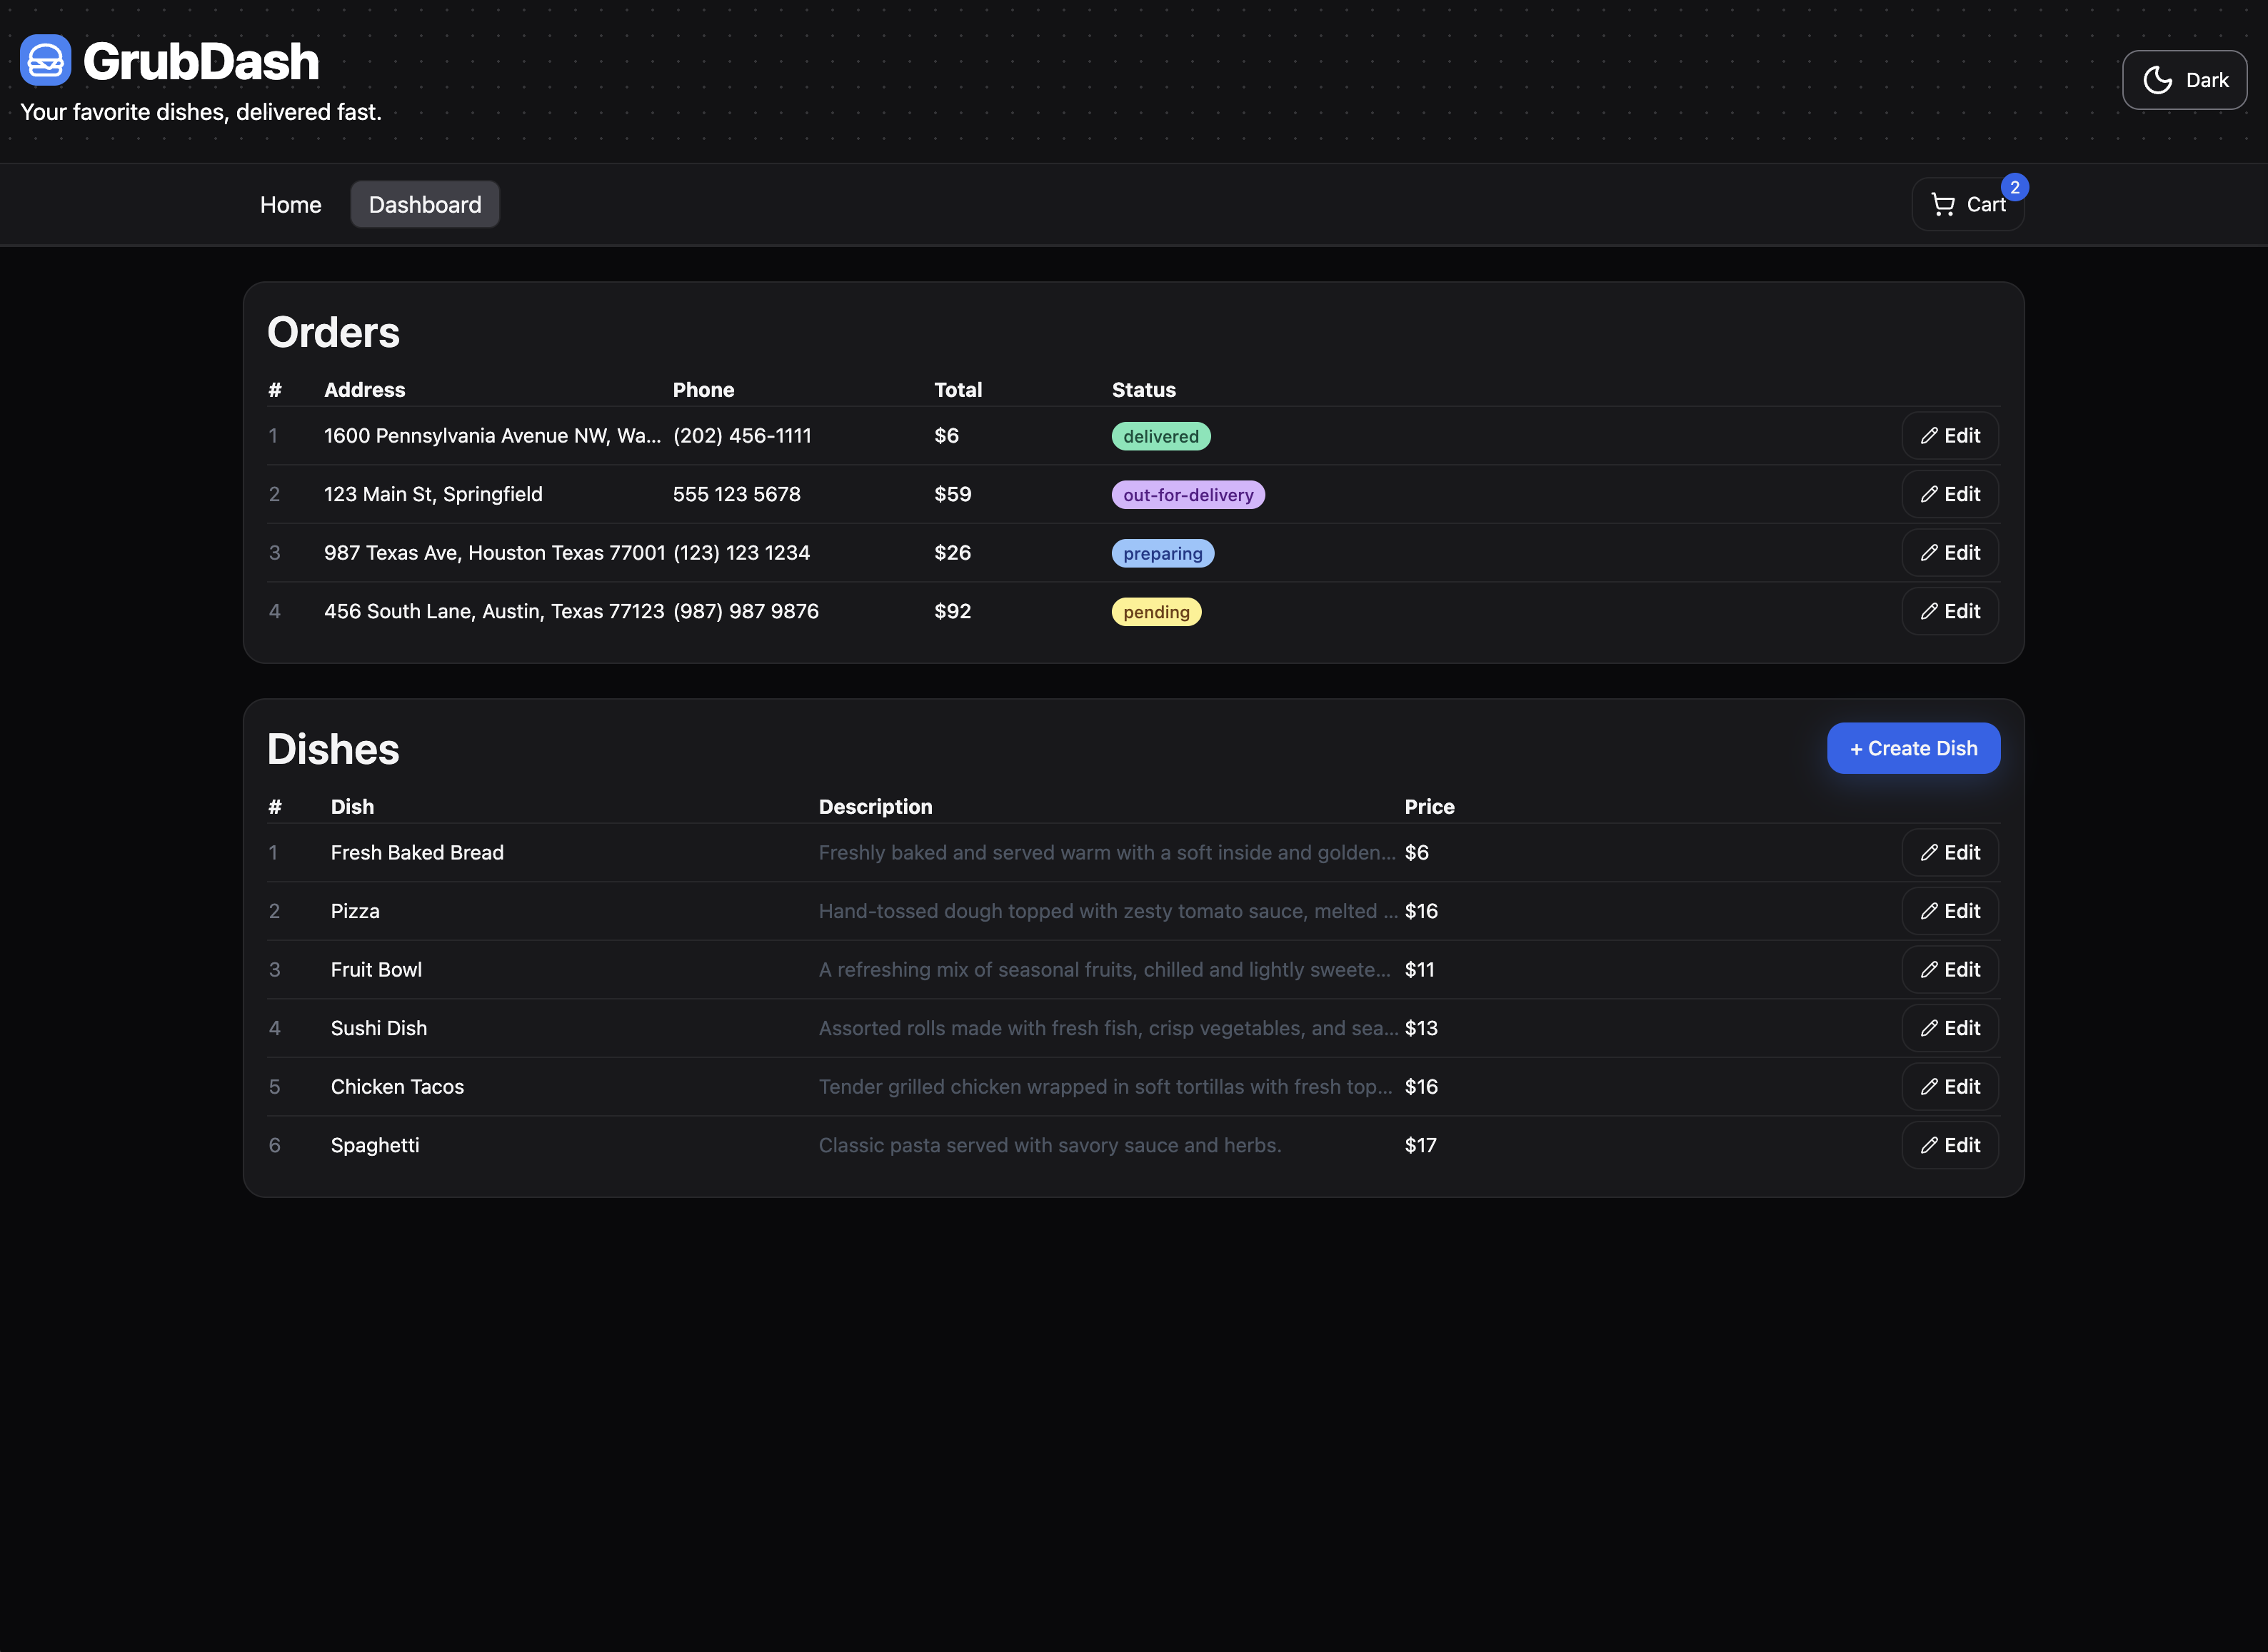 GrubDash
Your favorite dishes, delivered fast.
Dark
Home Dashboard Cart 2
Orders
# Address Phone Total Status
1 1600 Pennsylvania Avenue NW, Wa... (202) 456-1111 $6 delivered Edit
2 123 Main St, Springfield 555 123 5678 $59 out-for-delivery Edit
3 987 Texas Ave, Houston Texas 77001 (123) 123 1234 $26 preparing Edit
4 456 South Lane, Austin, Texas 77123 (987) 987 9876 $92 pending Edit
Dishes + Create Dish
# Dish Description Price
1 Fresh Baked Bread Freshly baked and served warm with a soft inside and golden... $6 Edit
2 Pizza Hand-tossed dough topped with zesty tomato sauce, melted ... $16 Edit
3 Fruit Bowl A refreshing mix of seasonal fruits, chilled and lightly sweete... $11 Edit
4 Sushi Dish Assorted rolls made with fresh fish, crisp vegetables, and sea... $13 Edit
5 Chicken Tacos Tender grilled chicken wrapped in soft tortillas with fresh top... $16 Edit
6 Spaghetti Classic pasta served with savory sauce and herbs. $17 Edit